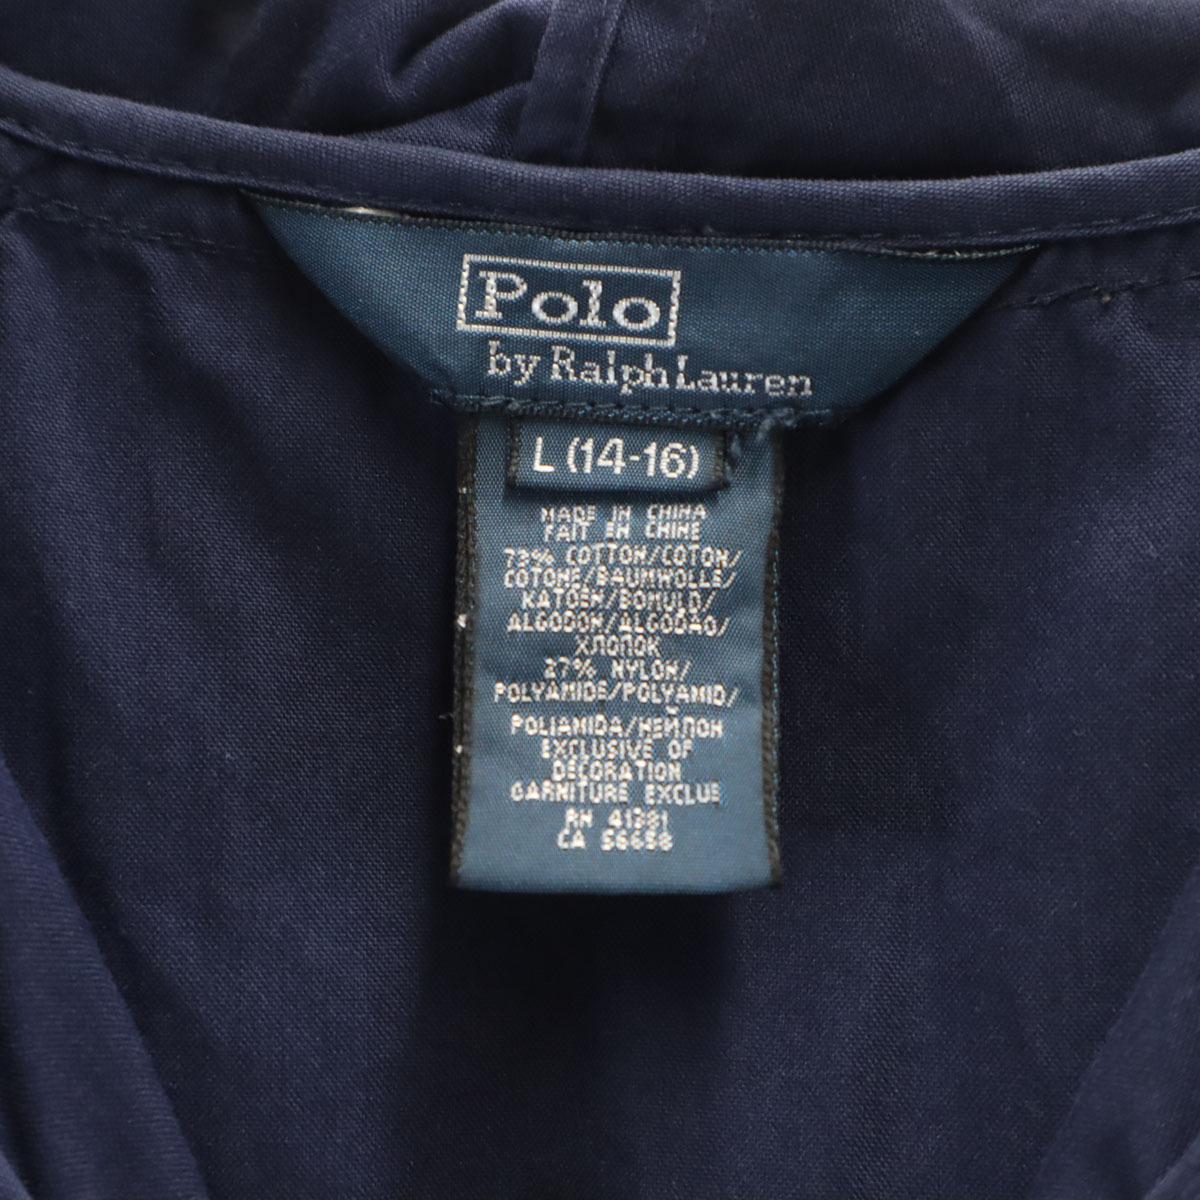 Polo
by Ralph Lauren
L (14-16)
MADE IN CHINA
FAIT EN CHINE
73% COTTON/COTON/
COTONE/BAUMWOLLE/
KATOEN/BOMULD/
ALGODON/ALGODÃO/
ХЛОПОК
27% NYLON/
POLYAMIDE/POLYAMID/
POLIAMIDA/НЕЙЛОН
EXCLUSIVE OF
DECORATION
GARNITURE EXCLUE
RN 41381
CA 56658